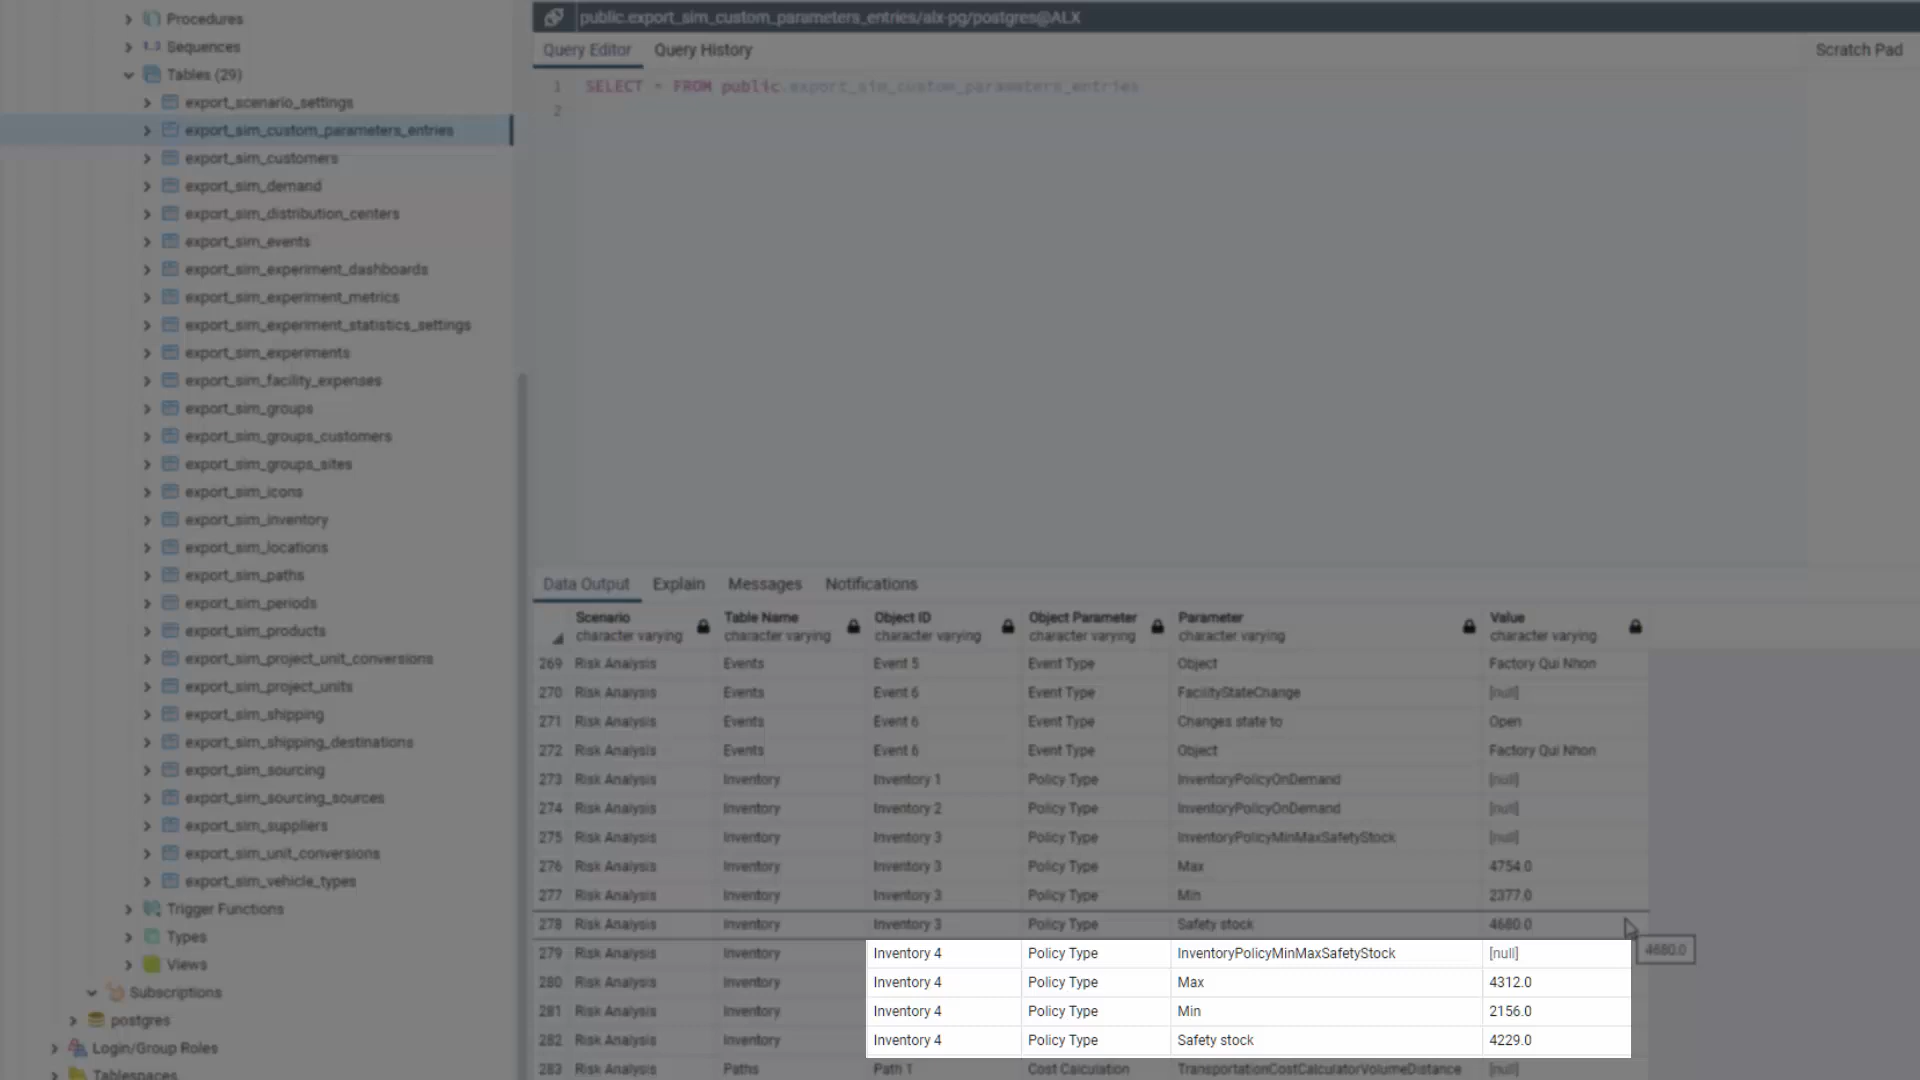 Procedures
1..3 Sequences
Tables (29)
export_scenario_settings
export_sim_custom_parameters_entries
export_sim_customers
export_sim_demand
export_sim_distribution_centers
export_sim_events
export_sim_experiment_dashboards
export_sim_experiment_metrics
export_sim_experiment_statistics_settings
export_sim_experiments
export_sim_facility_expenses
export_sim_groups
export_sim_groups_customers
export_sim_groups_sites
export_sim_icons
export_sim_inventory
export_sim_locations
export_sim_paths
export_sim_periods
export_sim_products
export_sim_project_unit_conversions
export_sim_project_units
export_sim_shipping
export_sim_shipping_destinations
export_sim_sourcing
export_sim_sourcing_sources
export_sim_suppliers
export_sim_unit_conversions
export_sim_vehicle_types
Trigger Functions
Types
Views
Subscriptions
postgres
Login/Group Roles
Tablespaces
public.export_sim_custom_parameters_entries/alx-pg/postgres@ALX
Query Editor Query History Scratch Pad
1 SELECT * FROM public.export_sim_custom_parameters_entries
2
Data Output Explain Messages Notifications
Scenario Table Name Object ID Object Parameter Parameter Value
character varying character varying character varying character varying character varying character varying
269 Risk Analysis Events Event 5 Event Type Object Factory Qui Nhon
270 Risk Analysis Events Event 6 Event Type FacilityStateChange [null]
271 Risk Analysis Events Event 6 Event Type Changes state to Open
272 Risk Analysis Events Event 6 Event Type Object Factory Qui Nhon
273 Risk Analysis Inventory Inventory 1 Policy Type InventoryPolicyOnDemand [null]
274 Risk Analysis Inventory Inventory 2 Policy Type InventoryPolicyOnDemand [null]
275 Risk Analysis Inventory Inventory 3 Policy Type InventoryPolicyMinMaxSafetyStock [null]
276 Risk Analysis Inventory Inventory 3 Policy Type Max 4754.0
277 Risk Analysis Inventory Inventory 3 Policy Type Min 2377.0
278 Risk Analysis Inventory Inventory 3 Policy Type Safety stock 4680.0
4680.0
279 Risk Analysis Inventory Inventory 4 Policy Type InventoryPolicyMinMaxSafetyStock [null]
280 Risk Analysis Inventory Inventory 4 Policy Type Max 4312.0
281 Risk Analysis Inventory Inventory 4 Policy Type Min 2156.0
282 Risk Analysis Inventory Inventory 4 Policy Type Safety stock 4229.0
283 Risk Analysis Paths Path 1 Cost Calculation TransportationCostCalculatorVolumeDistance [null]